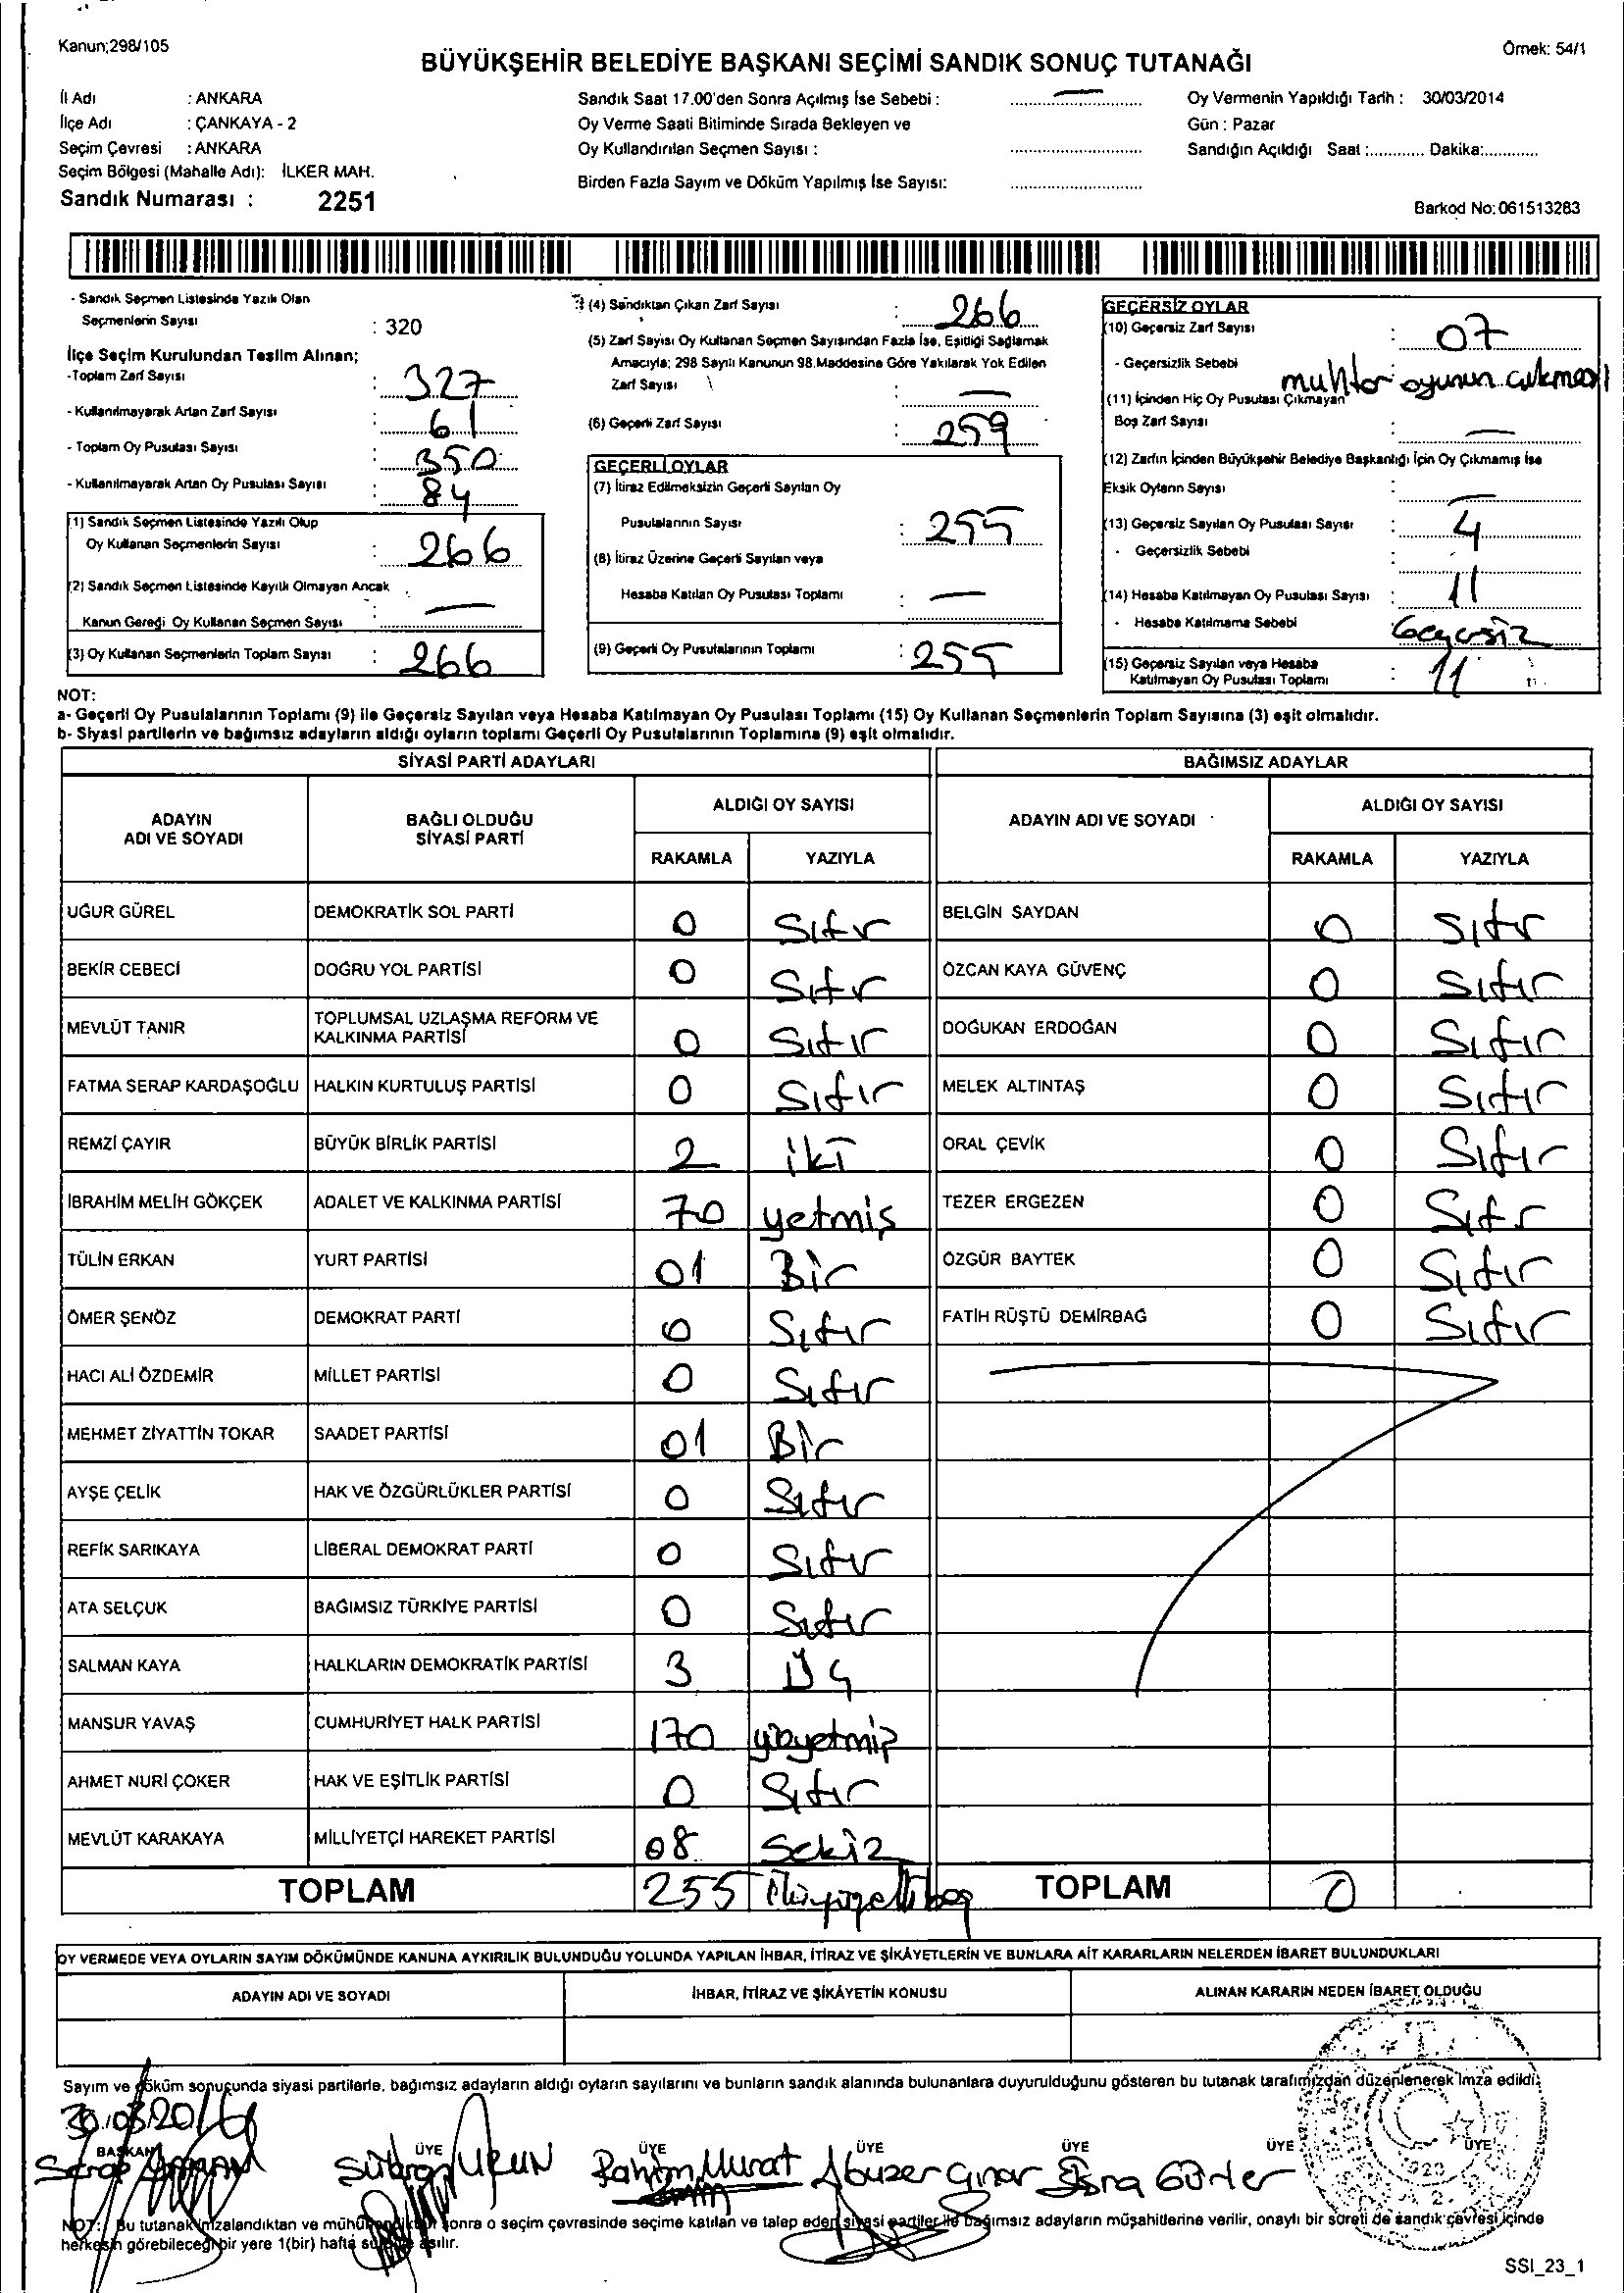 Kanun;298/105
Örnek: 54/1
BÜYÜKŞEHİR BELEDİYE BAŞKANI SEÇİMİ SANDIK SONUÇ TUTANAĞI
İl Adı : ANKARA
İlçe Adı : ÇANKAYA - 2
Seçim Çevresi : ANKARA
Seçim Bölgesi (Mahalle Adı): İLKER MAH.
Sandık Numarası : 2251
Sandık Saat 17.00'den Sonra Açılmış İse Sebebi : —
Oy Verme Saati Bitiminde Sırada Bekleyen ve
Oy Kullandırılan Seçmen Sayısı :
Birden Fazla Sayım ve Döküm Yapılmış İse Sayısı:
Oy Vermenin Yapıldığı Tarih : 30/03/2014
Gün : Pazar
Sandığın Açıldığı Saat :............ Dakika:............
Barkod No:061513283
- Sandık Seçmen Listesinde Yazılı Olan
Seçmenlerin Sayısı : 320
İlçe Seçim Kurulundan Teslim Alınan;
-Toplam Zarf Sayısı : 327
- Kullanılmayarak Artan Zarf Sayısı : 61
- Toplam Oy Pusulası Sayısı : 350
- Kullanılmayarak Artan Oy Pusulası Sayısı : 84
(1) Sandık Seçmen Listesinde Yazılı Olup
Oy Kullanan Seçmenlerin Sayısı : 266
(2) Sandık Seçmen Listesinde Kayıtlı Olmayan Ancak
Kanun Gereği Oy Kullanan Seçmen Sayısı : —
(3) Oy Kullanan Seçmenlerin Toplam Sayısı : 266
(4) Sandıktan Çıkan Zarf Sayısı : 266
(5) Zarf Sayısı Oy Kullanan Seçmen Sayısından Fazla İse, Eşitliği Sağlamak
Amacıyla; 298 Sayılı Kanunun 98.Maddesine Göre Yakılarak Yok Edilen
Zarf Sayısı : —
(6) Geçerli Zarf Sayısı : 259
GEÇERLİ OYLAR
(7) İtiraz Edilmeksizin Geçerli Sayılan Oy
Pusulalarının Sayısı : 255
(8) İtiraz Üzerine Geçerli Sayılan veya
Hesaba Katılan Oy Pusulası Toplamı : —
(9) Geçerli Oy Pusulalarının Toplamı : 255
GEÇERSİZ OYLAR
(10) Geçersiz Zarf Sayısı : 07
- Geçersizlik Sebebi muhtar oyunun çıkması
(11) İçinden Hiç Oy Pusulası Çıkmayan
Boş Zarf Sayısı : —
(12) Zarfın İçinden Büyükşehir Belediye Başkanlığı İçin Oy Çıkmamış İse
Eksik Oyların Sayısı : —
(13) Geçersiz Sayılan Oy Pusulası Sayısı : 4
- Geçersizlik Sebebi :
(14) Hesaba Katılmayan Oy Pusulası Sayısı : 11
- Hesaba Katılmama Sebebi Geçersiz
(15) Geçersiz Sayılan veya Hesaba
Katılmayan Oy Pusulası Toplamı : 11
NOT:
a- Geçerli Oy Pusulalarının Toplamı (9) ile Geçersiz Sayılan veya Hesaba Katılmayan Oy Pusulası Toplamı (15) Oy Kullanan Seçmenlerin Toplam Sayısına (3) eşit olmalıdır.
b- Siyasi partilerin ve bağımsız adayların aldığı oyların toplamı Geçerli Oy Pusulalarının Toplamına (9) eşit olmalıdır.
SİYASİ PARTİ ADAYLARI
ADAYIN ADI VE SOYADI
BAĞLI OLDUĞU SİYASİ PARTİ
ALDIĞI OY SAYISI
RAKAMLA YAZIYLA
UĞUR GÜREL DEMOKRATİK SOL PARTİ 0 Sıfır
BEKİR CEBECİ DOĞRU YOL PARTİSİ 0 Sıfır
MEVLÜT TANIR TOPLUMSAL UZLAŞMA REFORM VE KALKINMA PARTİSİ 0 Sıfır
FATMA SERAP KARDAŞOĞLU HALKIN KURTULUŞ PARTİSİ 0 Sıfır
REMZİ ÇAYIR BÜYÜK BİRLİK PARTİSİ 2 iki
İBRAHİM MELİH GÖKÇEK ADALET VE KALKINMA PARTİSİ 70 yetmiş
TÜLİN ERKAN YURT PARTİSİ 01 Bir
ÖMER ŞENÖZ DEMOKRAT PARTİ 0 Sıfır
HACI ALİ ÖZDEMİR MİLLET PARTİSİ 0 Sıfır
MEHMET ZİYATTİN TOKAR SAADET PARTİSİ 01 Bir
AYŞE ÇELİK HAK VE ÖZGÜRLÜKLER PARTİSİ 0 Sıfır
REFİK SARIKAYA LİBERAL DEMOKRAT PARTİ 0 Sıfır
ATA SELÇUK BAĞIMSIZ TÜRKİYE PARTİSİ 0 Sıfır
SALMAN KAYA HALKLARIN DEMOKRATİK PARTİSİ 3 Üç
MANSUR YAVAŞ CUMHURİYET HALK PARTİSİ 170 yüzyetmiş
AHMET NURİ ÇOKER HAK VE EŞİTLİK PARTİSİ 0 Sıfır
MEVLÜT KARAKAYA MİLLİYETÇİ HAREKET PARTİSİ 08 Sekiz
TOPLAM 255 ikiyüzellibeş
BAĞIMSIZ ADAYLAR
ADAYIN ADI VE SOYADI
ALDIĞI OY SAYISI
RAKAMLA YAZIYLA
BELGİN SAYDAN 0 Sıfır
ÖZCAN KAYA GÜVENÇ 0 Sıfır
DOĞUKAN ERDOĞAN 0 Sıfır
MELEK ALTINTAŞ 0 Sıfır
ORAL ÇEVİK 0 Sıfır
TEZER ERGEZEN 0 Sıfır
ÖZGÜR BAYTEK 0 Sıfır
FATİH RÜŞTÜ DEMİRBAĞ 0 Sıfır
TOPLAM 0
OY VERMEDE VEYA OYLARIN SAYIM DÖKÜMÜNDE KANUNA AYKIRILIK BULUNDUĞU YOLUNDA YAPILAN İHBAR, İTİRAZ VE ŞİKÂYETLERİN VE BUNLARA AİT KARARLARIN NELERDEN İBARET BULUNDUKLARI
ADAYIN ADI VE SOYADI İHBAR, İTİRAZ VE ŞİKÂYETİN KONUSU ALINAN KARARIN NEDEN İBARET OLDUĞU
Sayım ve döküm sonucunda siyasi partilerle, bağımsız adayların aldığı oyların sayılarını ve bunların sandık alanında bulunanlara duyurulduğunu gösteren bu tutanak tarafımızdan düzenlenerek imza edildi.
30.03.2014
BAŞKAN ÜYE ÜYE ÜYE ÜYE ÜYE ÜYE
Serap Rahim Murat Abuzer Çınar Esra Gürler
NOT: Bu tutanak imzalandıktan ve mühürlendikten sonra o seçim çevresinde seçime katılan ve talep eden siyasi partiler ile bağımsız adayların müşahitlerine verilir, onaylı bir sureti de sandık çevresi içinde
herkesin görebileceği bir yere 1(bir) hafta süreyle asılır.
SSI_23_1